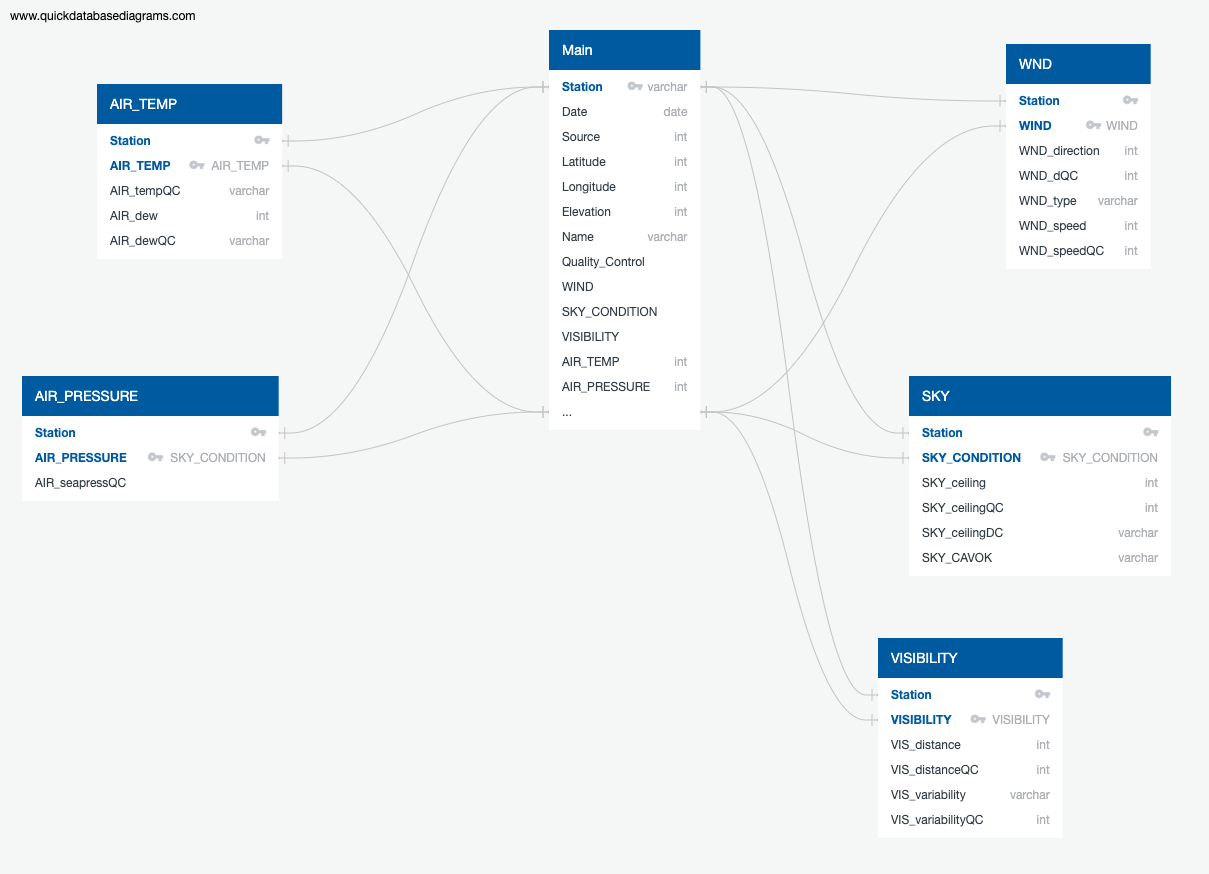 www.quickdatabasediagrams.com
AIR_TEMP
Station
AIR_TEMP AIR_TEMP
AIR_tempQC varchar
AIR_dew int
AIR_dewQC varchar
AIR_PRESSURE
Station
AIR_PRESSURE SKY_CONDITION
AIR_seapressQC
Main
Station varchar
Date date
Source int
Latitude int
Longitude int
Elevation int
Name varchar
Quality_Control
WIND
SKY_CONDITION
VISIBILITY
AIR_TEMP int
AIR_PRESSURE int
...
WND
Station
WIND WIND
WND_direction int
WND_dQC int
WND_type varchar
WND_speed int
WND_speedQC int
SKY
Station
SKY_CONDITION SKY_CONDITION
SKY_ceiling int
SKY_ceilingQC int
SKY_ceilingDC varchar
SKY_CAVOK varchar
VISIBILITY
Station
VISIBILITY VISIBILITY
VIS_distance int
VIS_distanceQC int
VIS_variability varchar
VIS_variabilityQC int